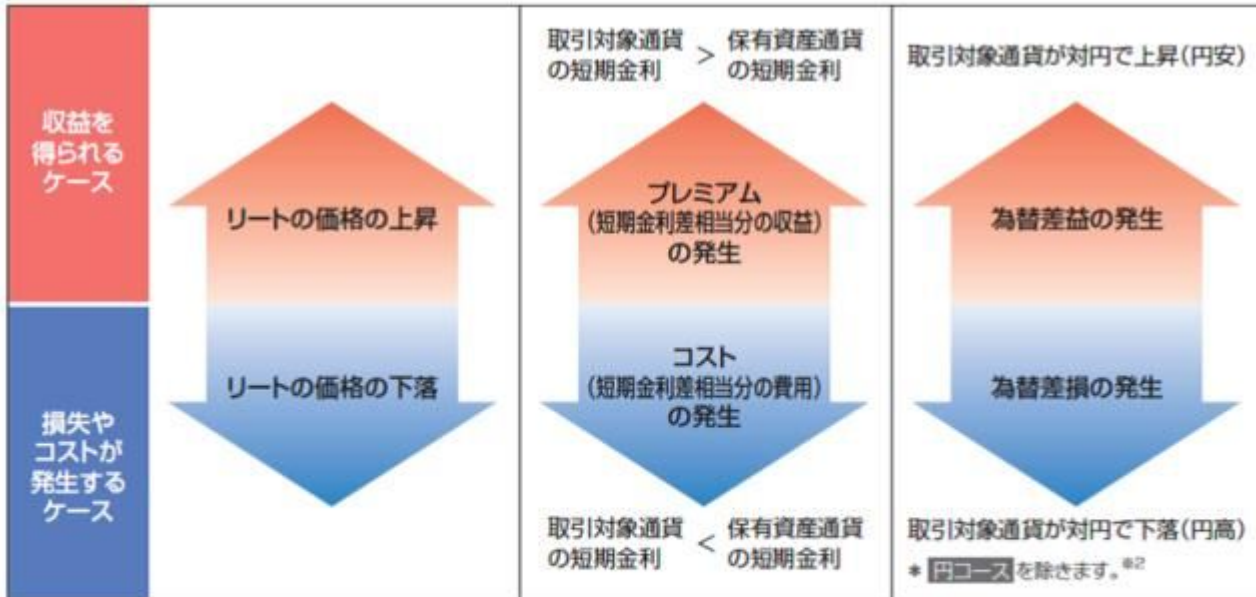 収益を
得られる
ケース
リートの価格の上昇
リートの価格の下落
損失や
コストが
発生する
ケース
取引対象通貨 > 保有資産通貨
の短期金利 の短期金利
プレミアム
(短期金利差相当分の収益)
の発生
コスト
(短期金利差相当分の費用)
の発生
取引対象通貨 < 保有資産通貨
の短期金利 の短期金利
取引対象通貨が対円で上昇(円安)
為替差益の発生
為替差損の発生
取引対象通貨が対円で下落(円高)
* 円コース を除きます。※2